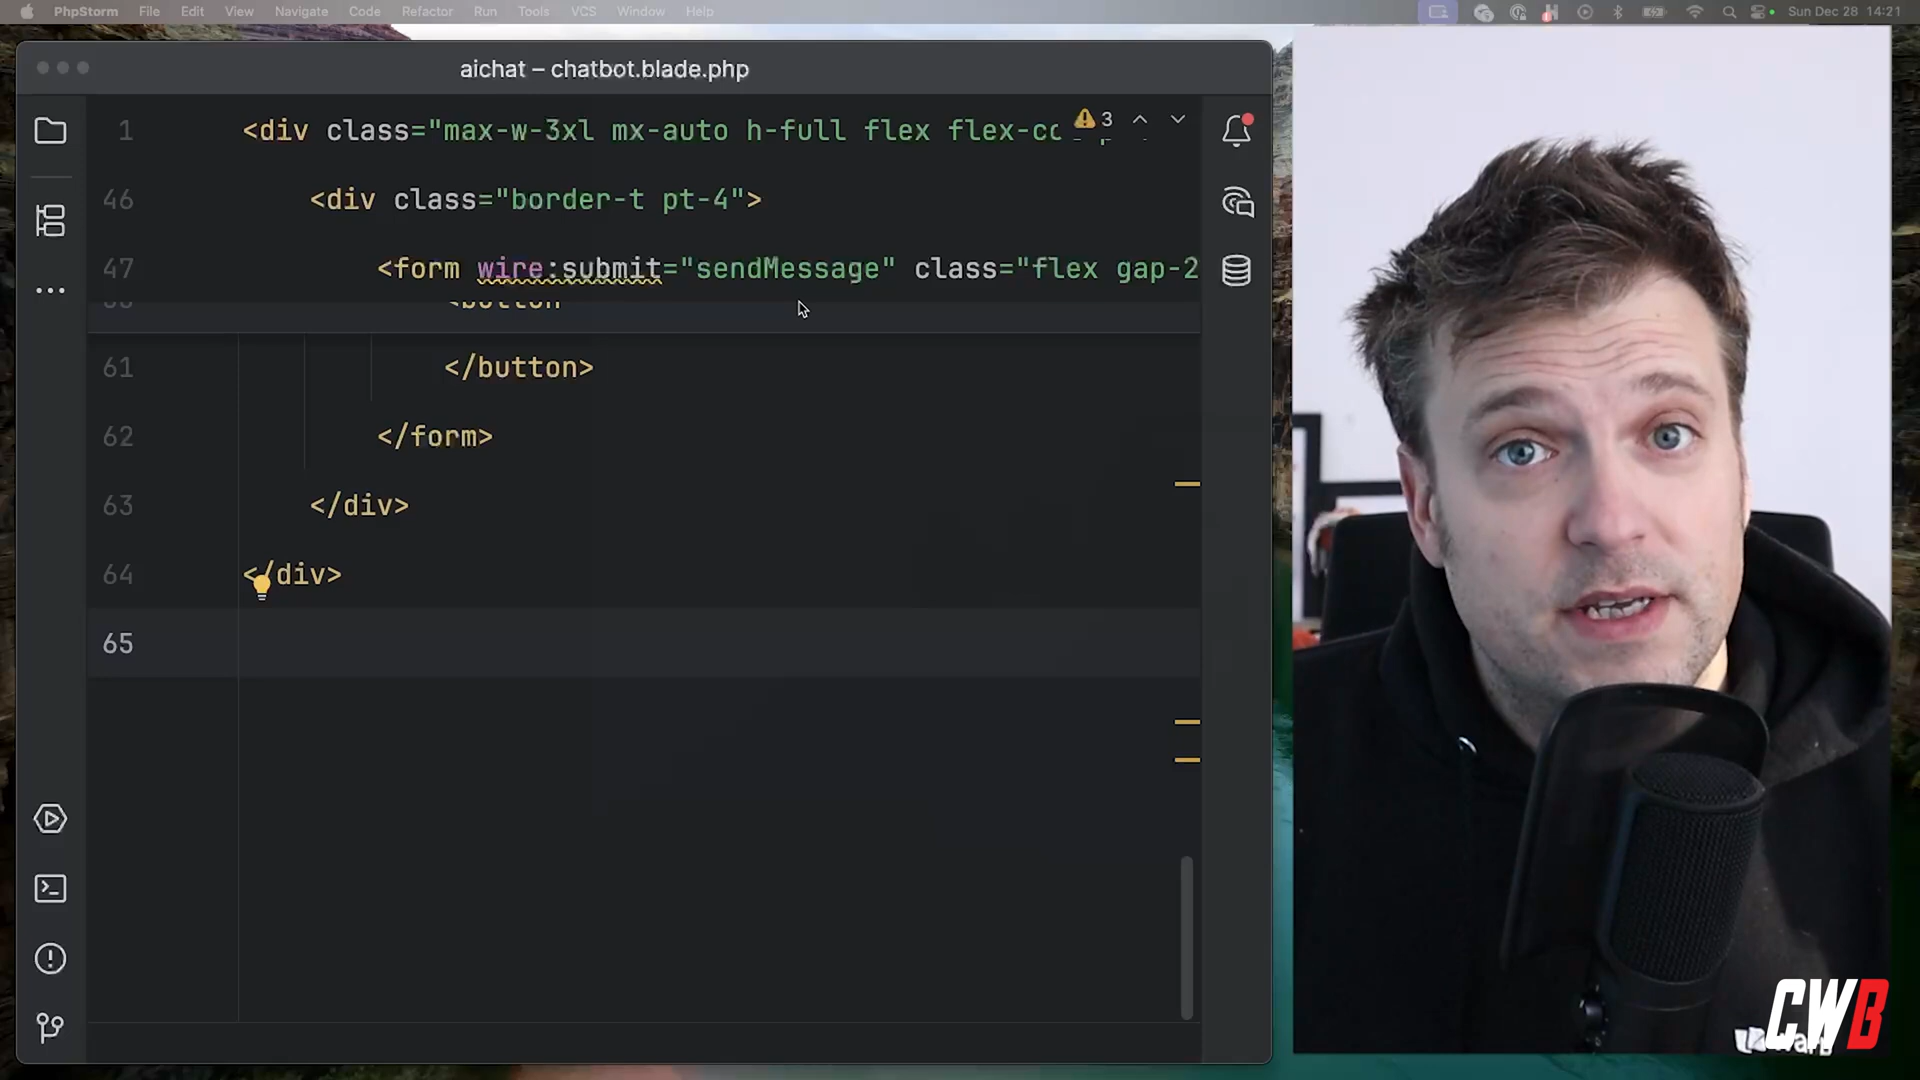 PhpStorm File Edit View Navigate Code Refactor Run Tools VCS Window Help Sun Dec 28 14:21
aichat – chatbot.blade.php
1 <div class="max-w-3xl mx-auto h-full flex flex-co
3
46 <div class="border-t pt-4">
47 <form wire:submit="sendMessage" class="flex gap-2
<button
61 </button>
62 </form>
63 </div>
64 </div>
65
CWB